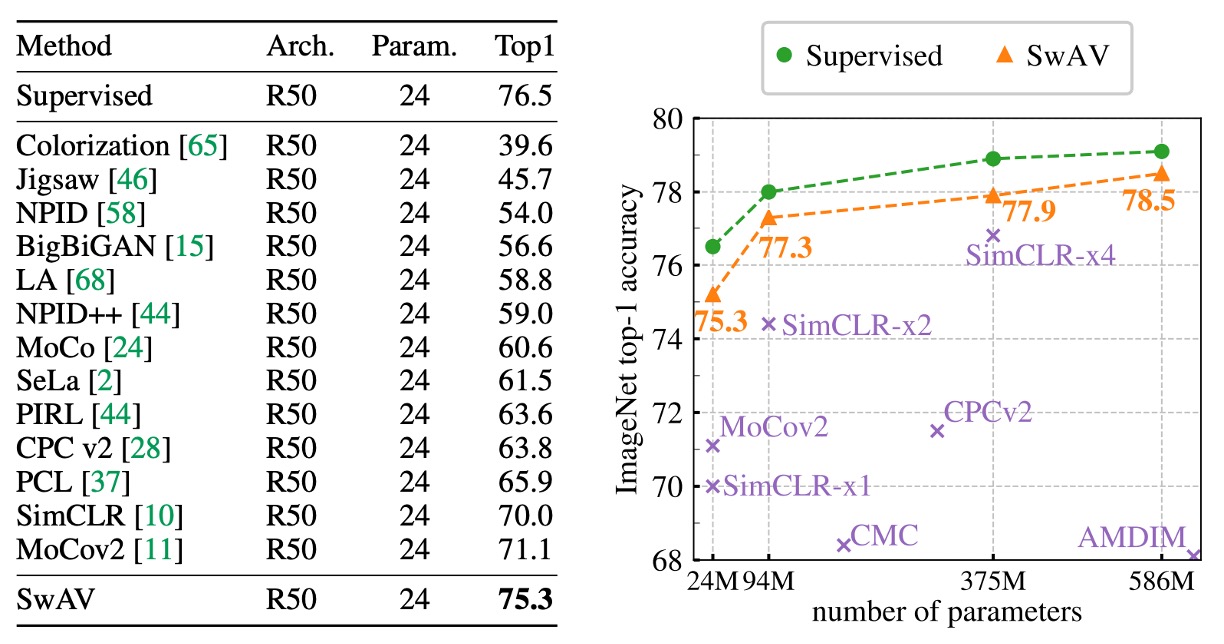 Method Arch. Param. Top1
Supervised R50 24 76.5
Colorization [65] R50 24 39.6
Jigsaw [46] R50 24 45.7
NPID [58] R50 24 54.0
BigBiGAN [15] R50 24 56.6
LA [68] R50 24 58.8
NPID++ [44] R50 24 59.0
MoCo [24] R50 24 60.6
SeLa [2] R50 24 61.5
PIRL [44] R50 24 63.6
CPC v2 [28] R50 24 63.8
PCL [37] R50 24 65.9
SimCLR [10] R50 24 70.0
MoCov2 [11] R50 24 71.1
SwAV R50 24 75.3
Supervised SwAV
ImageNet top-1 accuracy
80
78
76
74
72
70
68
75.3
77.3
77.9
78.5
SimCLR-x4
SimCLR-x2
MoCov2
CPCv2
SimCLR-x1
CMC
AMDIM
24M 94M 375M 586M
number of parameters